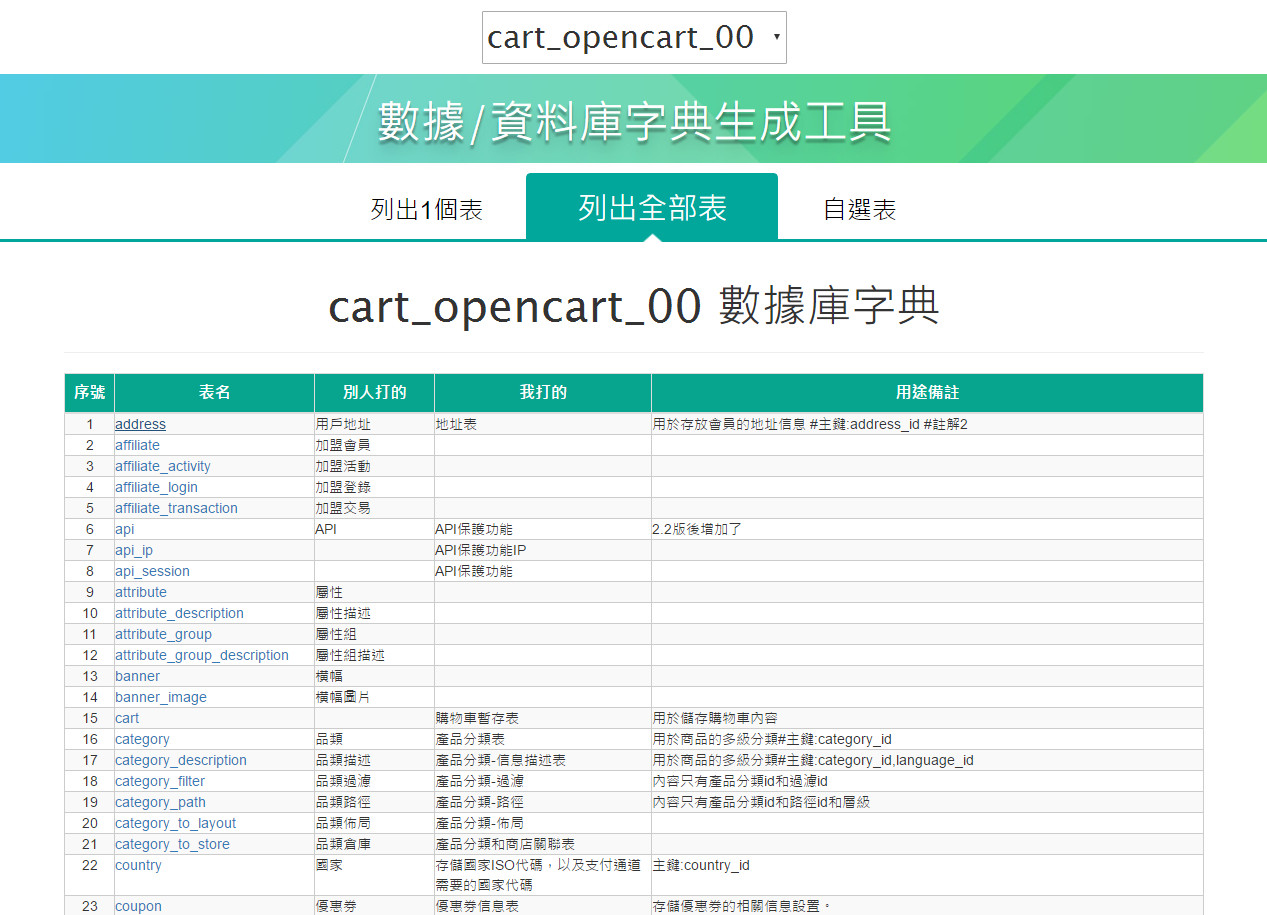 cart_opencart_00
數據/資料庫字典生成工具
列出1個表 列出全部表 自選表
cart_opencart_00 數據庫字典
序號 表名 別人打的 我打的 用途備註
1 address 用戶地址 地址表 用於存放會員的地址信息 #主鍵:address_id #註解2
2 affiliate 加盟會員
3 affiliate_activity 加盟活動
4 affiliate_login 加盟登錄
5 affiliate_transaction 加盟交易
6 api API API保護功能 2.2版後增加了
7 api_ip API保護功能IP
8 api_session API保護功能
9 attribute 屬性
10 attribute_description 屬性描述
11 attribute_group 屬性組
12 attribute_group_description 屬性組描述
13 banner 橫幅
14 banner_image 橫幅圖片
15 cart 購物車暫存表 用於儲存購物車內容
16 category 品類 產品分類表 用於商品的多級分類#主鍵:category_id
17 category_description 品類描述 產品分類-信息描述表 用於商品的多級分類#主鍵:category_id,language_id
18 category_filter 品類過濾 產品分類-過濾 內容只有產品分類id和過濾id
19 category_path 品類路徑 產品分類-路徑 內容只有產品分類id和路徑id和層級
20 category_to_layout 品類佈局 產品分類-佈局
21 category_to_store 品類倉庫 產品分類和商店關聯表
22 country 國家 存儲國家ISO代碼，以及支付通道 主鍵:country_id
需要的國家代碼
23 coupon 優惠券 優惠券信息表 存儲優惠券的相關信息設置。